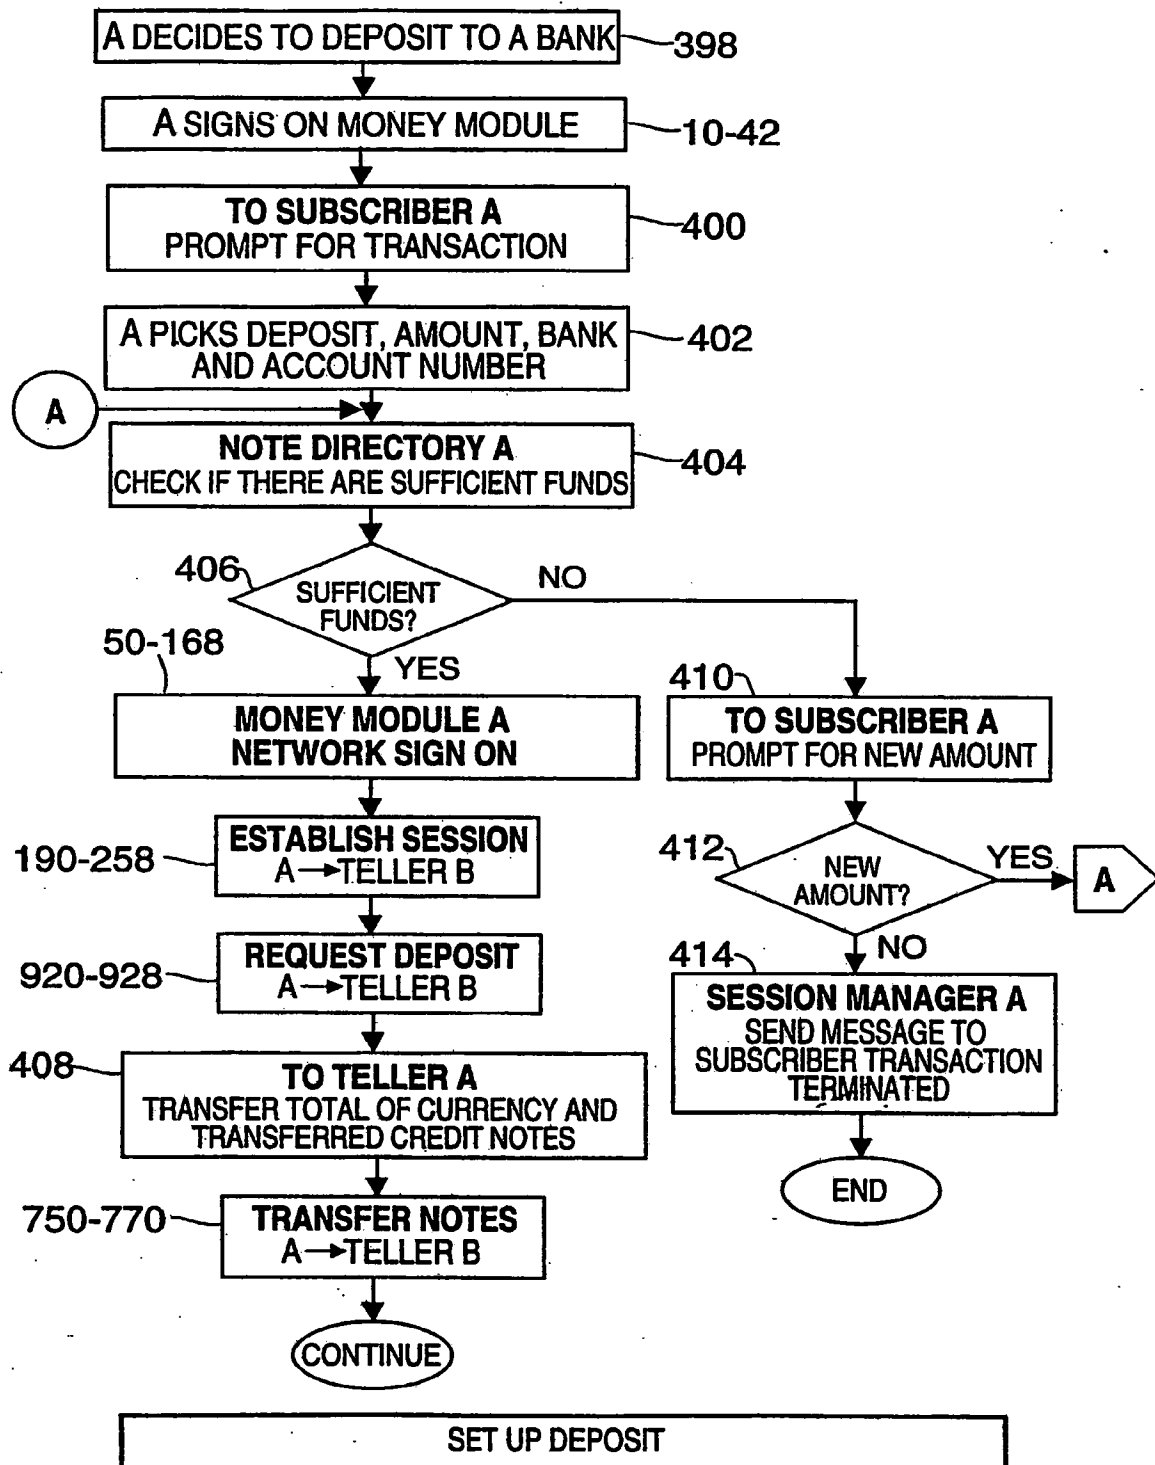 A DECIDES TO DEPOSIT TO A BANK
398
A SIGNS ON MONEY MODULE
10-42
TO SUBSCRIBER A
PROMPT FOR TRANSACTION
400
A PICKS DEPOSIT, AMOUNT, BANK
AND ACCOUNT NUMBER
402
A
NOTE DIRECTORY A
CHECK IF THERE ARE SUFFICIENT FUNDS
404
406
SUFFICIENT
FUNDS?
NO
YES
50-168
MONEY MODULE A
NETWORK SIGN ON
410
TO SUBSCRIBER A
PROMPT FOR NEW AMOUNT
190-258
ESTABLISH SESSION
A→TELLER B
412
NEW
AMOUNT?
YES
A
NO
920-928
REQUEST DEPOSIT
A→TELLER B
414
SESSION MANAGER A
SEND MESSAGE TO
SUBSCRIBER TRANSACTION
TERMINATED
408
TO TELLER A
TRANSFER TOTAL OF CURRENCY AND
TRANSFERRED CREDIT NOTES
END
750-770
TRANSFER NOTES
A→TELLER B
CONTINUE
SET UP DEPOSIT